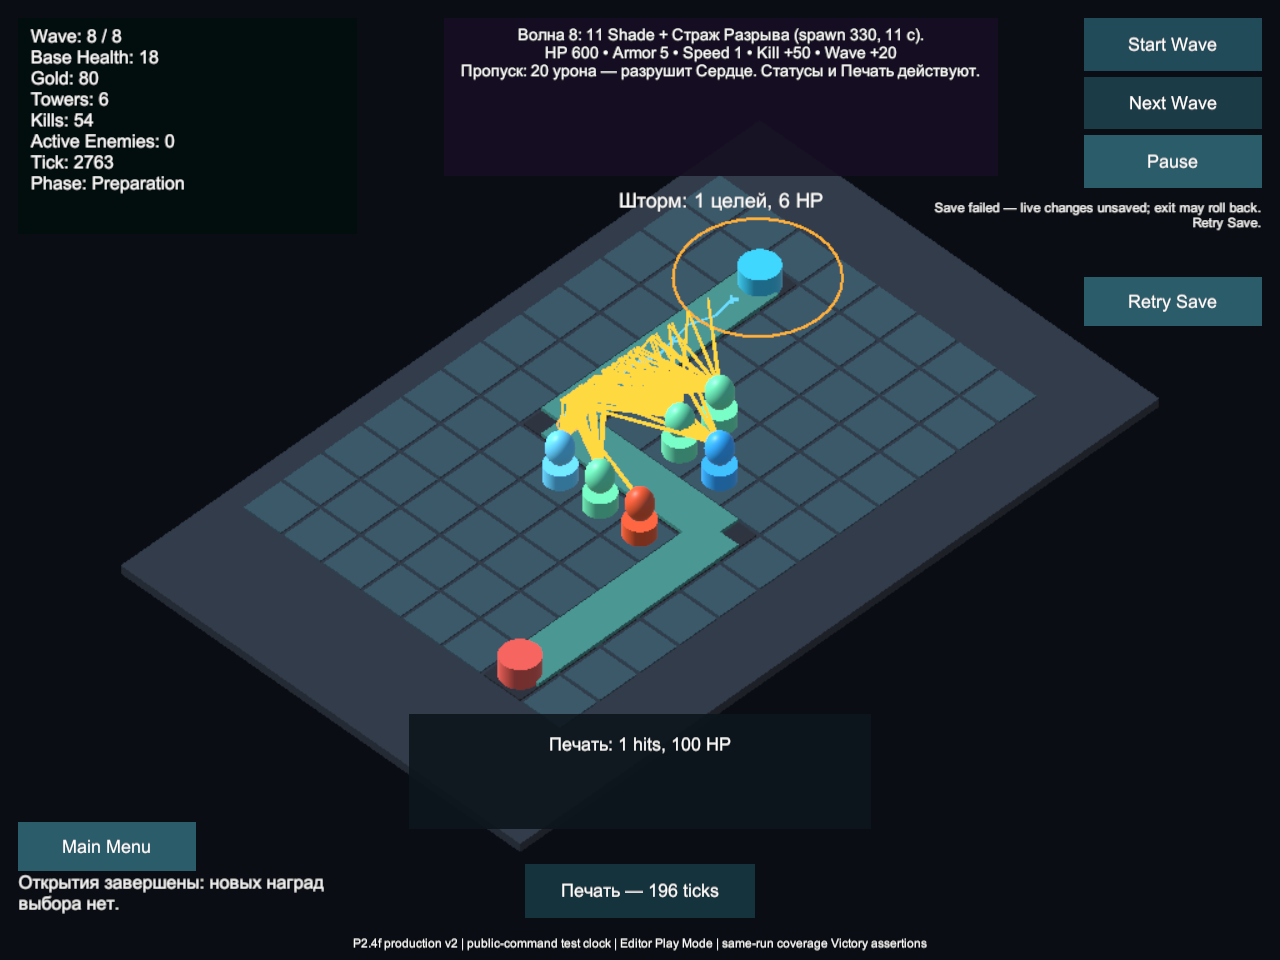 Wave: 8 / 8
Base Health: 18
Gold: 80
Towers: 6
Kills: 54
Active Enemies: 0
Tick: 2763
Phase: Preparation
Волна 8: 11 Shade + Страж Разрыва (spawn 330, 11 с).
HP 600 • Armor 5 • Speed 1 • Kill +50 • Wave +20
Пропуск: 20 урона — разрушит Сердце. Статусы и Печать действуют.
Start Wave
Next Wave
Pause
Save failed — live changes unsaved; exit may roll back.
Retry Save.
Retry Save
Шторм: 1 целей, 6 HP
Печать: 1 hits, 100 HP
Main Menu
Открытия завершены: новых наград
выбора нет.
Печать — 196 ticks
P2.4f production v2 | public-command test clock | Editor Play Mode | same-run coverage Victory assertions